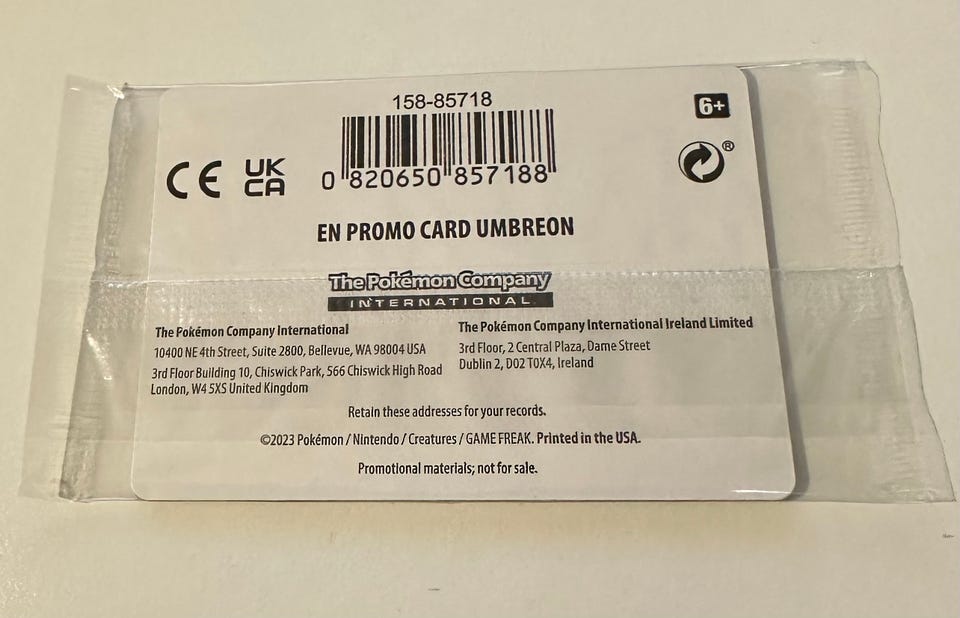 158-85718
6+
CE UK CA
®
0 820650 857188
EN PROMO CARD UMBREON
The Pokémon Company
INTERNATIONAL
The Pokémon Company International
10400 NE 4th Street, Suite 2800, Bellevue, WA 98004 USA
3rd Floor Building 10, Chiswick Park, 566 Chiswick High Road
London, W4 5XS United Kingdom
The Pokémon Company International Ireland Limited
3rd Floor, 2 Central Plaza, Dame Street
Dublin 2, D02 T0X4, Ireland
Retain these addresses for your records.
©2023 Pokémon / Nintendo / Creatures / GAME FREAK. Printed in the USA.
Promotional materials; not for sale.